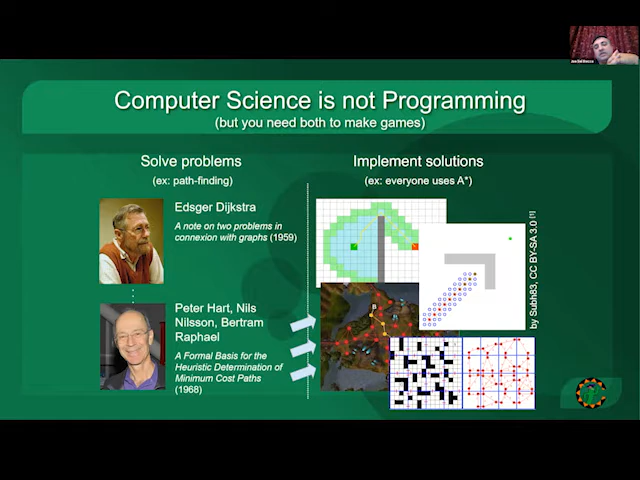 Computer Science is not Programming
(but you need both to make games)
Solve problems
(ex: path-finding)
Edsger Dijkstra
A note on two problems in
connexion with graphs (1959)
Peter Hart, Nils
Nilsson, Bertram
Raphael
A Formal Basis for the
Heuristic Determination of
Minimum Cost Paths
(1968)
Implement solutions
(ex: everyone uses A*)
by Subh83, CC BY-SA 3.0 [1]